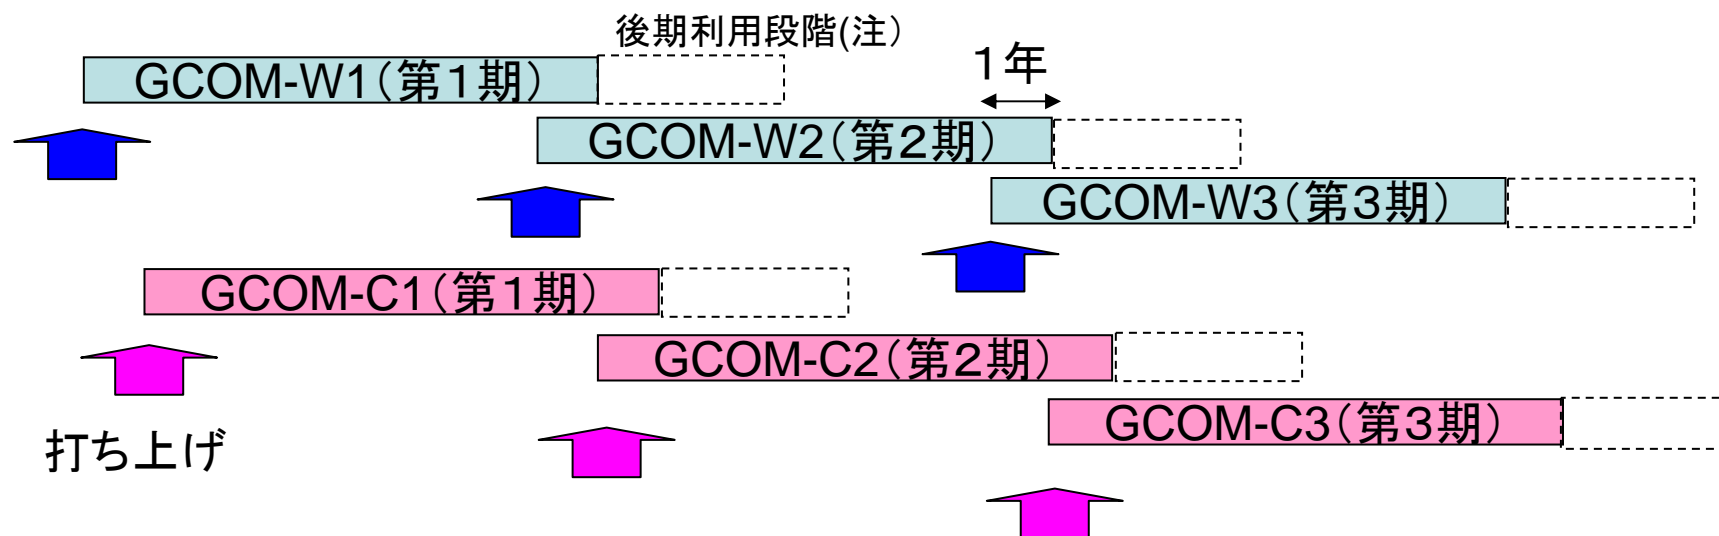 後期利用段階(注）
１年
GCOM-W1（第１期）
GCOM-W2（第２期）
GCOM-W3（第３期）
GCOM-C1（第１期）
GCOM-C2（第２期）
GCOM-C3（第３期）
打ち上げ